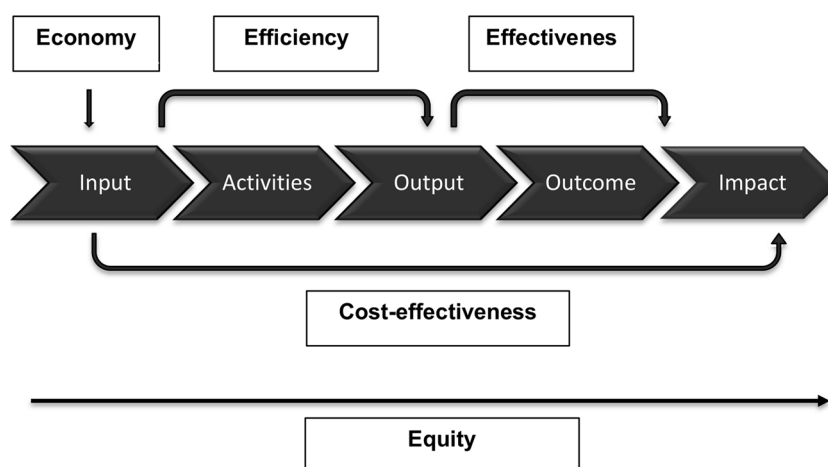 Economy
Efficiency
Effectivenes
Input
Activities
Output
Outcome
Impact
Cost-effectiveness
Equity